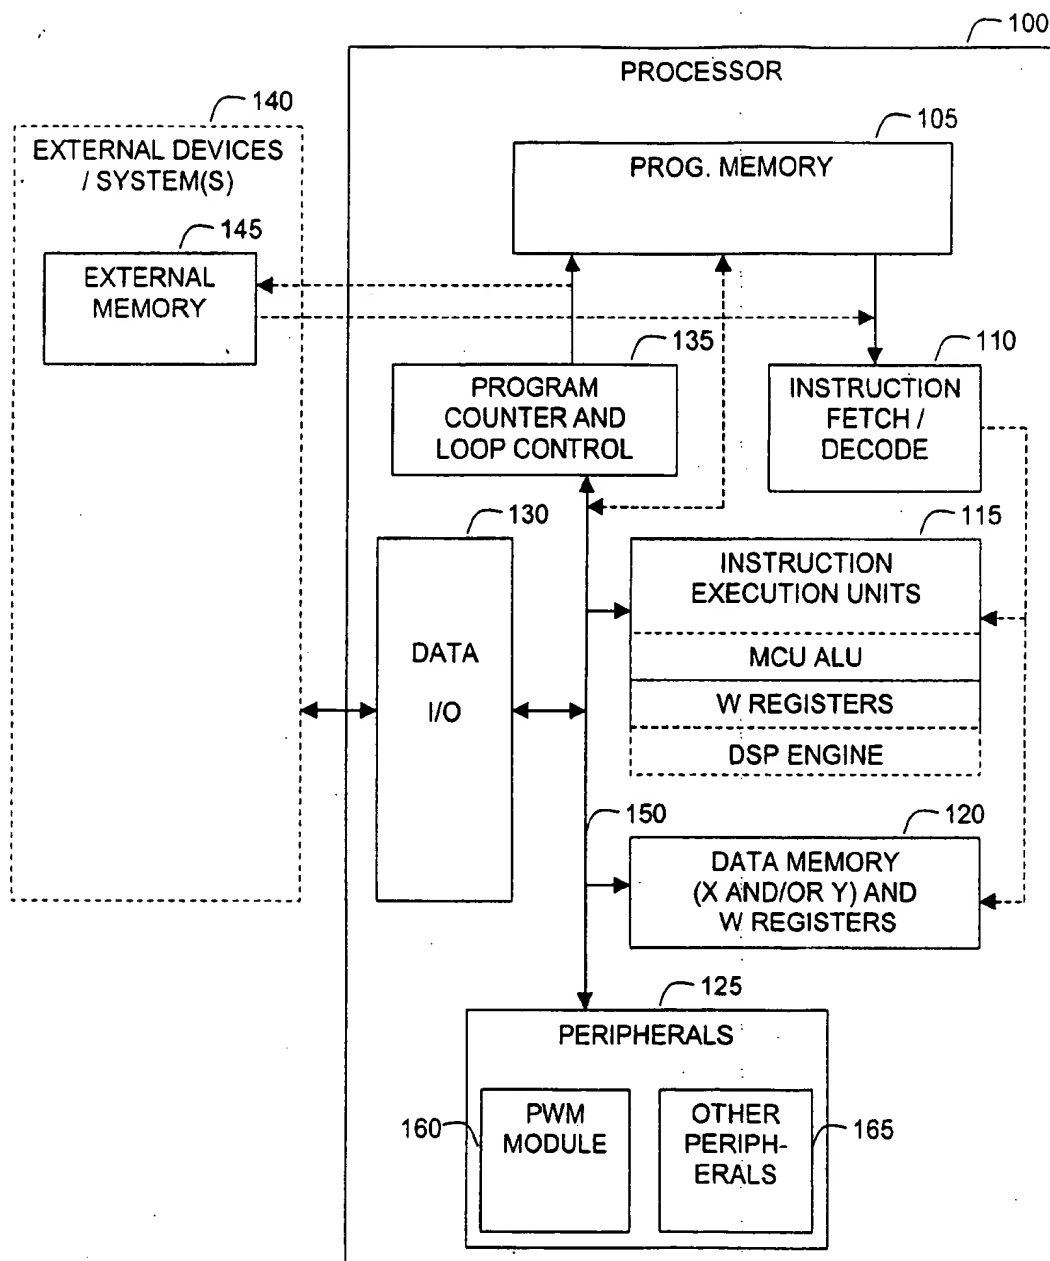 100
PROCESSOR
140
EXTERNAL DEVICES
/ SYSTEM(S)
105
PROG. MEMORY
145
EXTERNAL
MEMORY
135
PROGRAM
COUNTER AND
LOOP CONTROL
110
INSTRUCTION
FETCH /
DECODE
130
DATA
I/O
115
INSTRUCTION
EXECUTION UNITS
MCU ALU
W REGISTERS
DSP ENGINE
150
120
DATA MEMORY
(X AND/OR Y) AND
W REGISTERS
125
PERIPHERALS
160
PWM
MODULE
OTHER
PERIPH-
ERALS
165